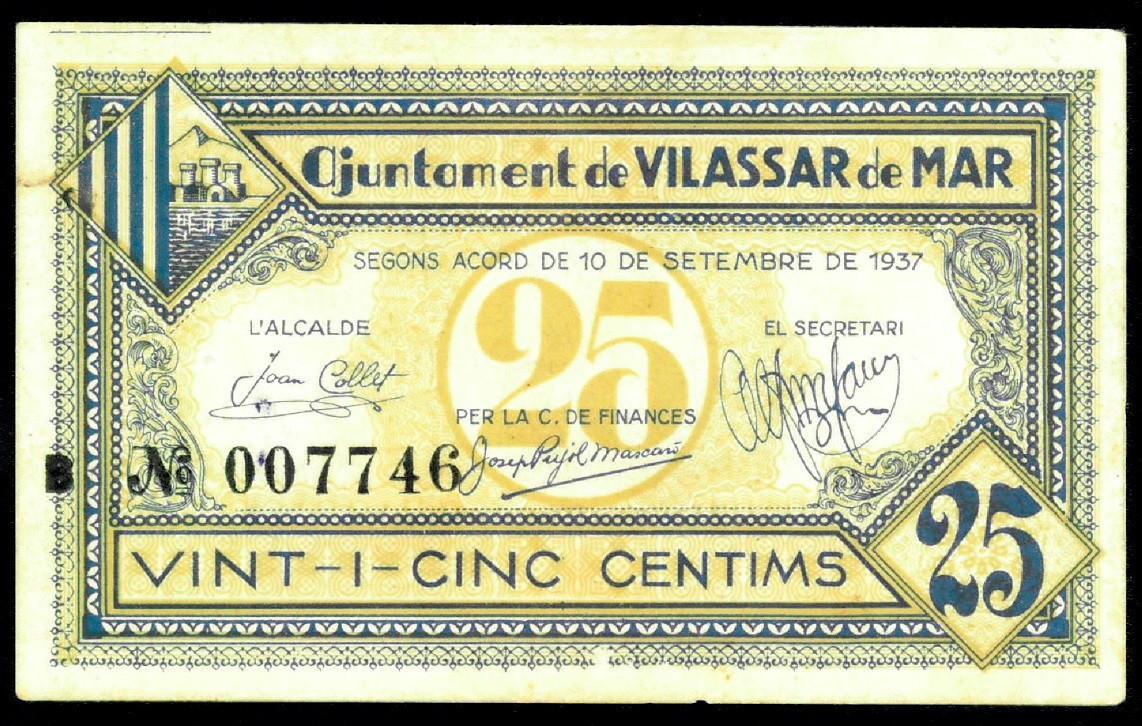 Ajuntament de VILASSAR de MAR
SEGONS ACORD DE 10 DE SETEMBRE DE 1937
25
L'ALCALDE
EL SECRETARI
Joan Collet
PER LA C. DE FINANCES
Josep Pujol Mascaró
B Nº 007746
VINT-I-CINC CENTIMS
25